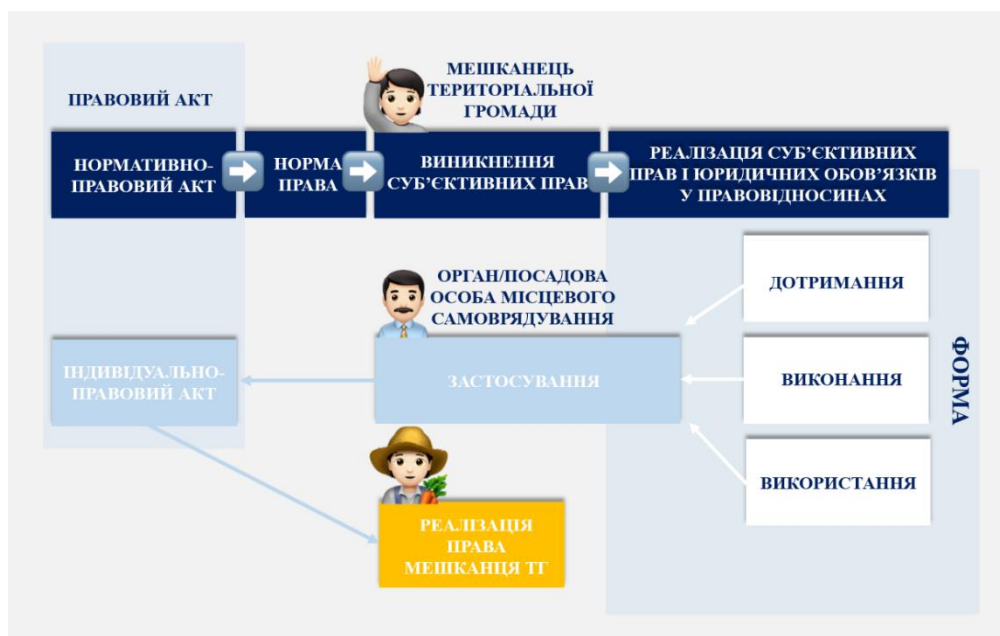 МЕШКАНЕЦЬ
ТЕРИТОРІАЛЬНОЇ
ГРОМАДИ
ПРАВОВИЙ АКТ
НОРМАТИВНО-
ПРАВОВИЙ АКТ
НОРМА
ПРАВА
ВИНИКНЕННЯ
СУБ’ЄКТИВНИХ ПРАВ
РЕАЛІЗАЦІЯ СУБ’ЄКТИВНИХ
ПРАВ І ЮРИДИЧНИХ ОБОВ’ЯЗКІВ
У ПРАВОВІДНОСИНАХ
ОРГАН/ПОСАДОВА
ОСОБА МІСЦЕВОГО
САМОВРЯДУВАННЯ
ДОТРИМАННЯ
ІНДИВІДУАЛЬНО-
ПРАВОВИЙ АКТ
ЗАСТОСУВАННЯ
ВИКОНАННЯ
ФОРМА
ВИКОРИСТАННЯ
РЕАЛІЗАЦІЯ
ПРАВА
МЕШКАНЦЯ ТГ